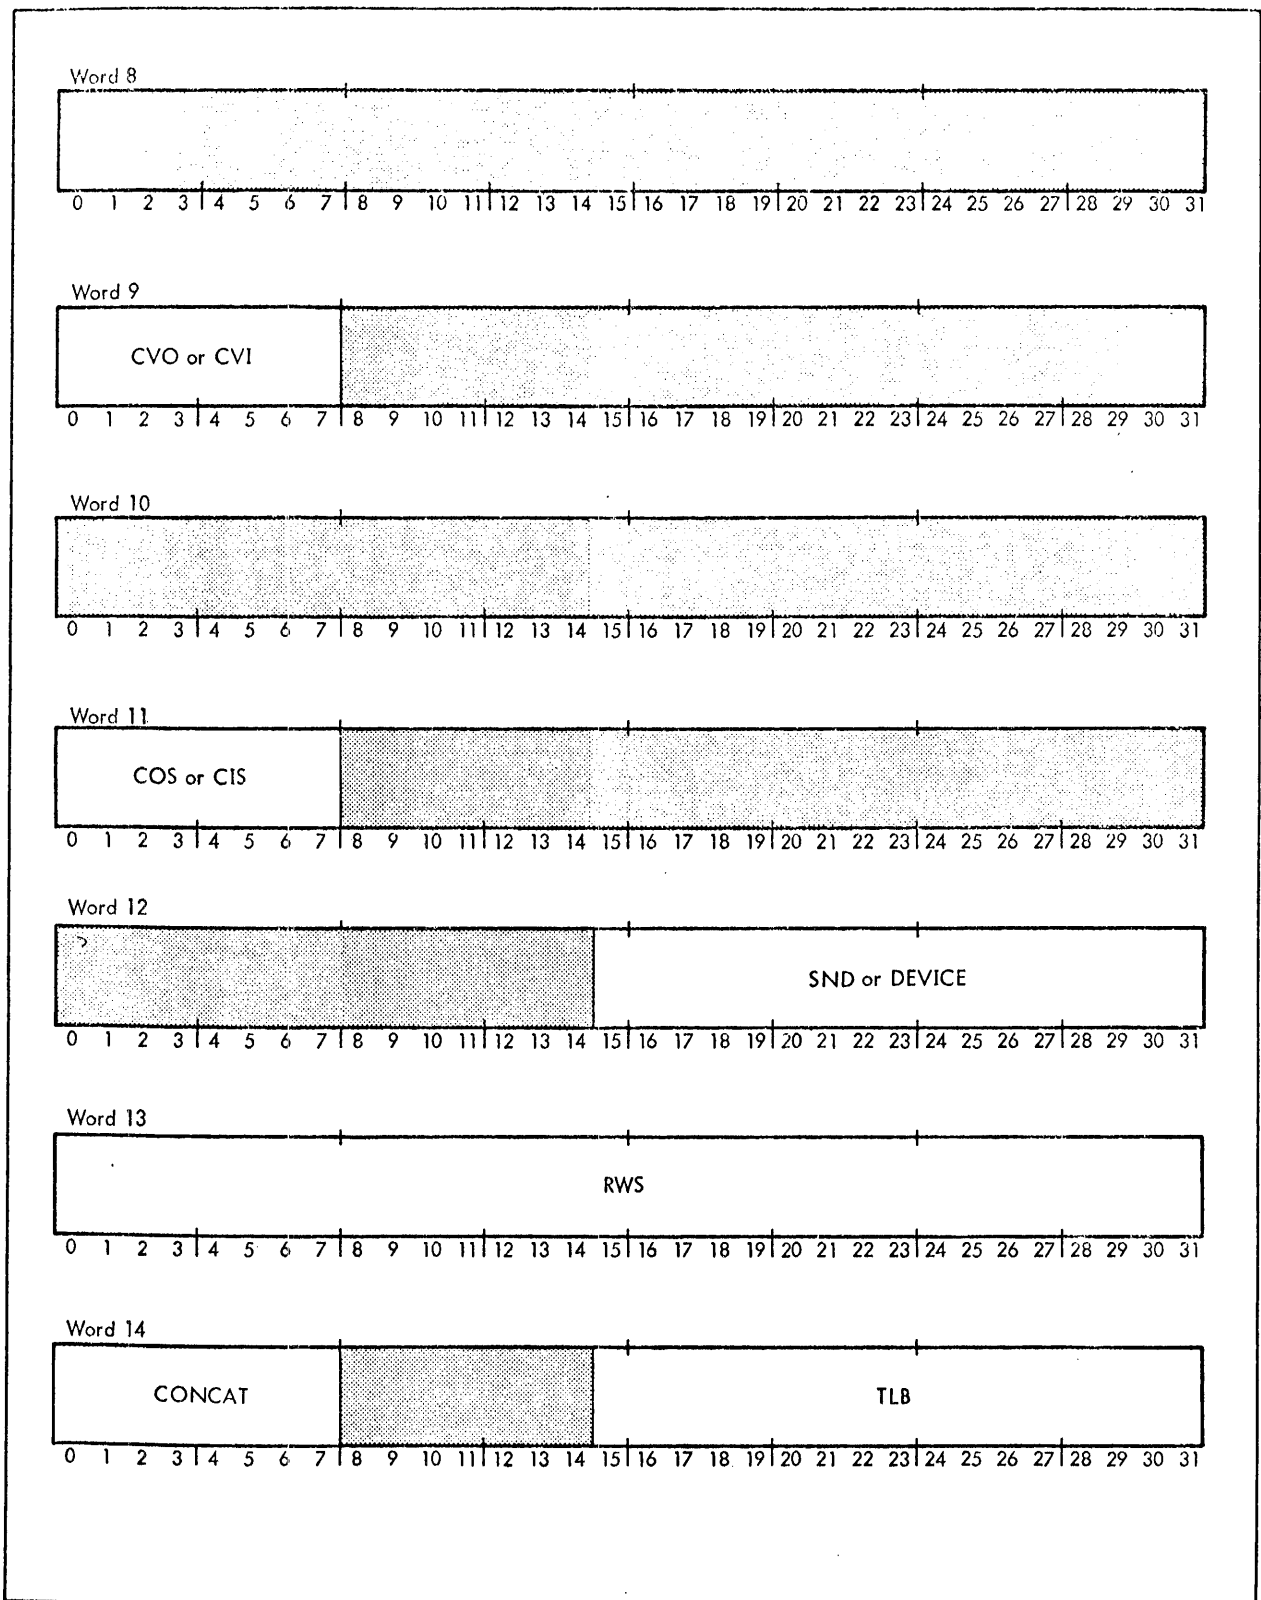 Word 8
0 1 2 3 4 5 6 7 8 9 10 11 12 13 14 15 16 17 18 19 20 21 22 23 24 25 26 27 28 29 30 31
Word 9
CVO or CVI
0 1 2 3 4 5 6 7 8 9 10 11 12 13 14 15 16 17 18 19 20 21 22 23 24 25 26 27 28 29 30 31
Word 10
0 1 2 3 4 5 6 7 8 9 10 11 12 13 14 15 16 17 18 19 20 21 22 23 24 25 26 27 28 29 30 31
Word 11
COS or CIS
0 1 2 3 4 5 6 7 8 9 10 11 12 13 14 15 16 17 18 19 20 21 22 23 24 25 26 27 28 29 30 31
Word 12
SND or DEVICE
0 1 2 3 4 5 6 7 8 9 10 11 12 13 14 15 16 17 18 19 20 21 22 23 24 25 26 27 28 29 30 31
Word 13
RWS
0 1 2 3 4 5 6 7 8 9 10 11 12 13 14 15 16 17 18 19 20 21 22 23 24 25 26 27 28 29 30 31
Word 14
CONCAT TLB
0 1 2 3 4 5 6 7 8 9 10 11 12 13 14 15 16 17 18 19 20 21 22 23 24 25 26 27 28 29 30 31